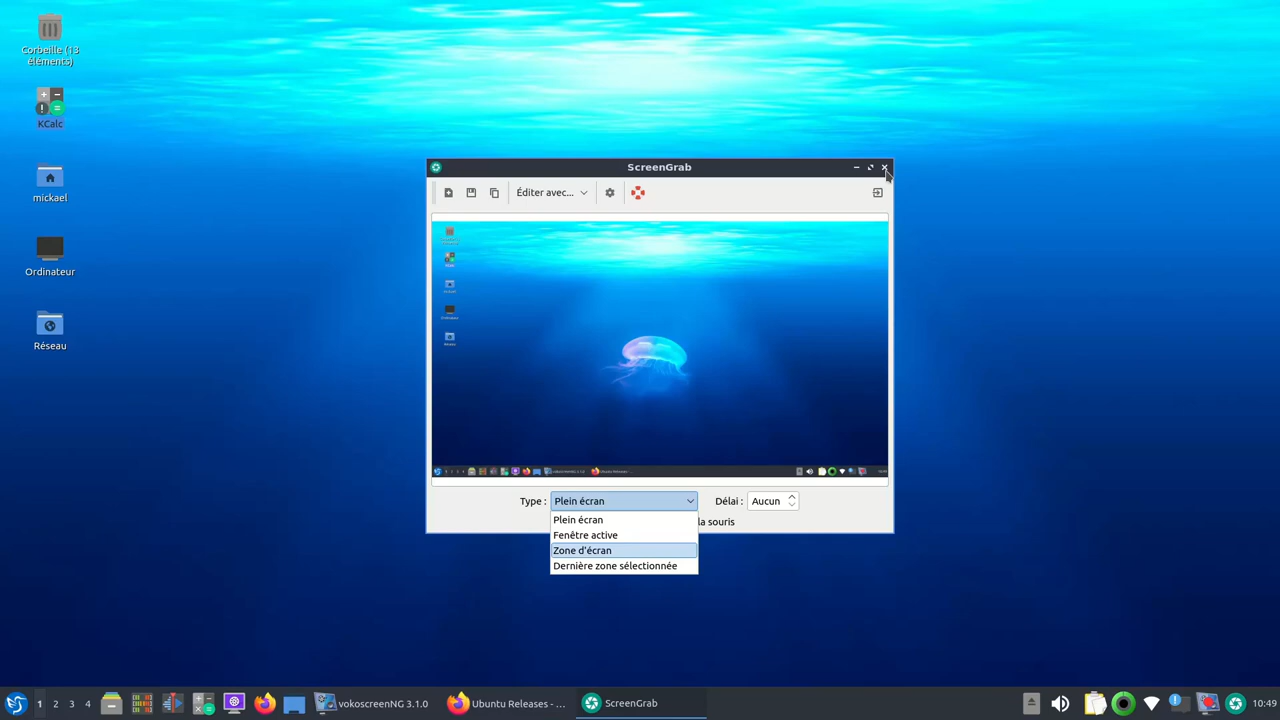 Corbeille (13
éléments)
KCalc
mickael
Ordinateur
Réseau
ScreenGrab
Éditer avec...
Type :
Plein écran
Délai :
Aucun
Plein écran
la souris
Fenêtre active
Zone d'écran
Dernière zone sélectionnée
1 2 3 4
vokoscreenNG 3.1.0
Ubuntu Releases - ...
ScreenGrab
10:49